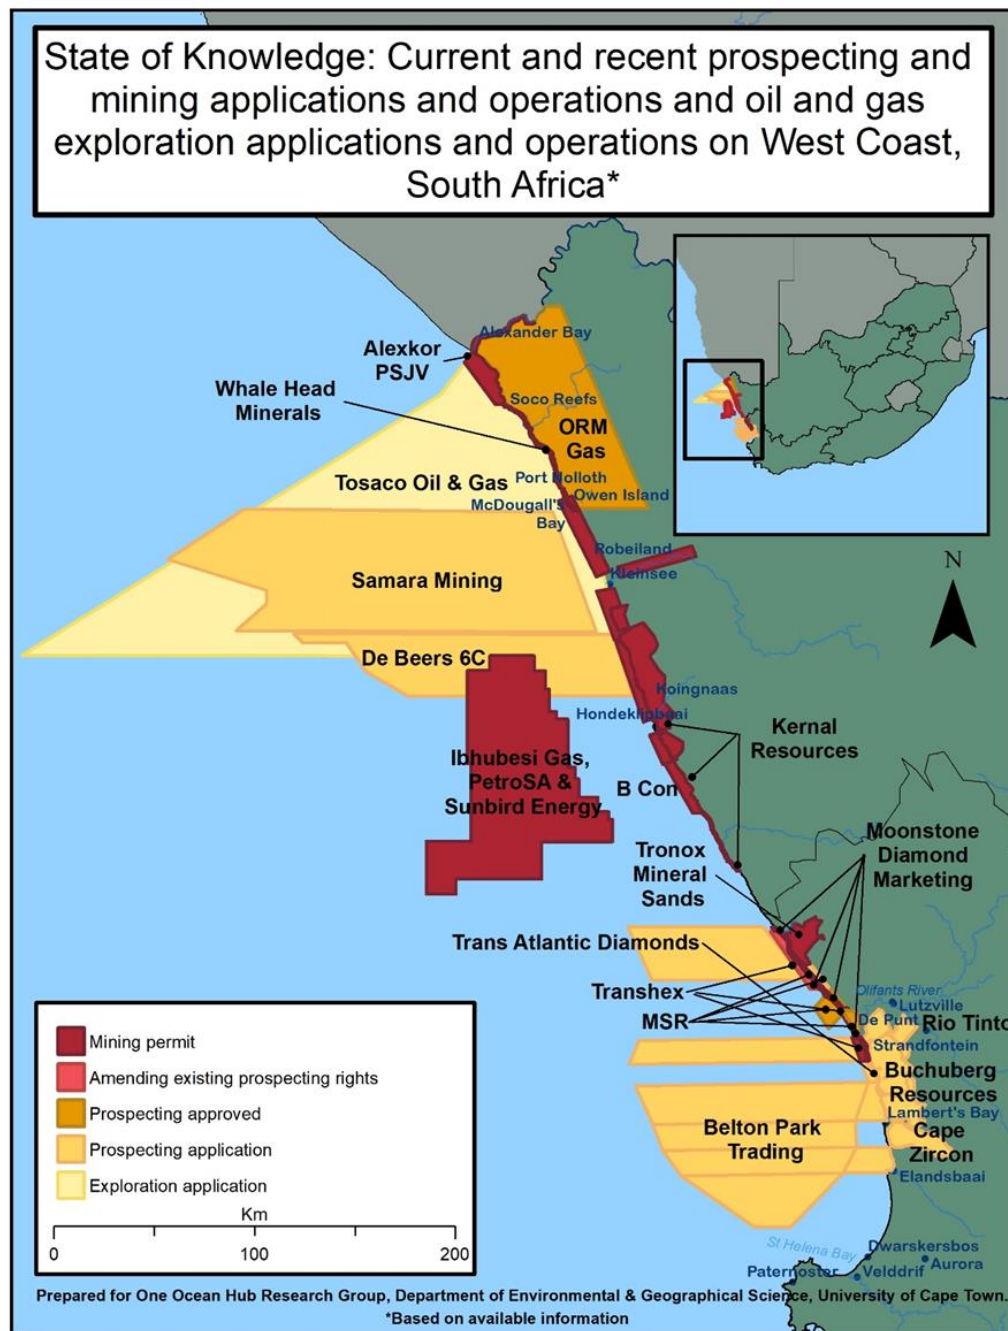 State of Knowledge: Current and recent prospecting and
mining applications and operations and oil and gas
exploration applications and operations on West Coast,
South Africa*
Alexander Bay
Alexkor
PSJV
Whale Head
Minerals
Soco Reefs
ORM
Gas
Tosaco Oil & Gas
Port Nolloth
Owen Island
McDougall's
Bay
Robeiland
Kleinsee
Samara Mining
N
De Beers 6C
Koingnaas
Hondeklipbaai
Kernal
Resources
Ibhubesi Gas,
PetroSA &
Sunbird Energy
B Con
Moonstone
Diamond
Marketing
Tronox
Mineral
Sands
Trans Atlantic Diamonds
Transhex
MSR
Olifants River
Lutzville
De Punt
Rio Tinto
Strandfontein
Buchuberg
Resources
Lambert's Bay
Cape
Zircon
Belton Park
Trading
Elandsbaai
St Helena Bay
Dwarskersbos
Aurora
Paternoster
Velddrif
Mining permit
Amending existing prospecting rights
Prospecting approved
Prospecting application
Exploration application
Km
0 100 200
Prepared for One Ocean Hub Research Group, Department of Environmental & Geographical Science, University of Cape Town.
*Based on available information